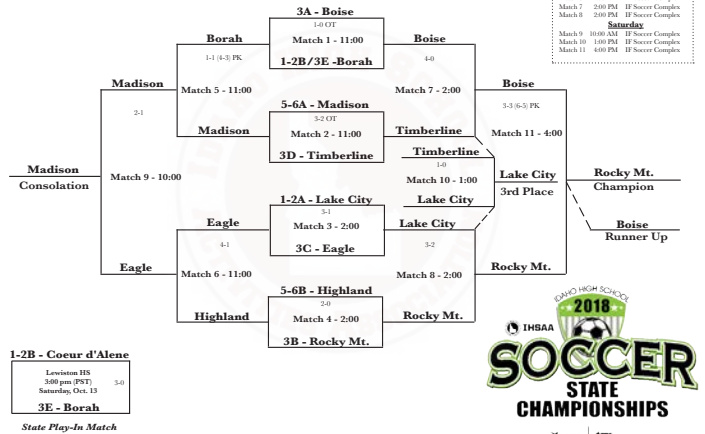 Match 7 2:00 PM IF Soccer Complex
Match 8 2:00 PM IF Soccer Complex
Saturday
Match 9 10:00 AM IF Soccer Complex
Match 10 1:00 PM IF Soccer Complex
Match 11 4:00 PM IF Soccer Complex
3A - Boise
1-0 OT
Match 1 - 11:00
1-2B/3E -Borah
Borah
1-1 (4-3) PK
Boise
4-0
Madison
2-1
Match 5 - 11:00
Match 7 - 2:00
Boise
3-3 (6-5) PK
5-6A - Madison
3-2 OT
Match 2 - 11:00
3D - Timberline
Madison
Timberline
Match 11 - 4:00
Timberline
1-0
Match 10 - 1:00
Lake City
Lake City
3rd Place
Madison
Consolation
Match 9 - 10:00
Rocky Mt.
Champion
1-2A - Lake City
3-1
Match 3 - 2:00
3C - Eagle
Eagle
4-1
Lake City
3-2
Boise
Runner Up
Eagle
Match 6 - 11:00
Match 8 - 2:00
Rocky Mt.
5-6B - Highland
2-0
Match 4 - 2:00
3B - Rocky Mt.
Highland
Rocky Mt.
IDAHO HIGH SCHOOL
2018
IHSAA
SOCCER
STATE
CHAMPIONSHIPS
1-2B - Coeur d'Alene
Lewiston HS
3:00 pm (PST)
Saturday, Oct. 13
3-0
3E - Borah
State Play-In Match